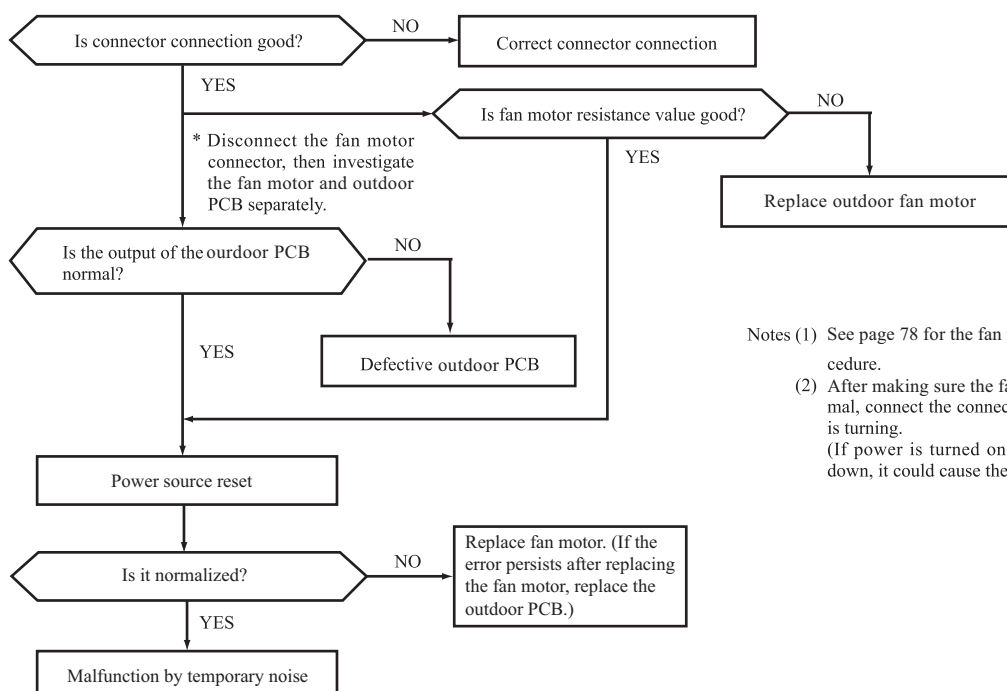 Is connector connection good?
NO
Correct connector connection
YES
Is fan motor resistance value good?
NO
* Disconnect the fan motor
connector, then investigate
the fan motor and outdoor
PCB separately.
YES
Replace outdoor fan motor
Is the output of the ourdoor PCB
normal?
NO
YES
Defective outdoor PCB
Notes (1) See page 78 for the fan
cedure.
(2) After making sure the fa
mal, connect the connec
is turning.
(If power is turned on
down, it could cause the
Power source reset
Is it normalized?
NO
Replace fan motor. (If the
error persists after replacing
the fan motor, replace the
outdoor PCB.)
YES
Malfunction by temporary noise